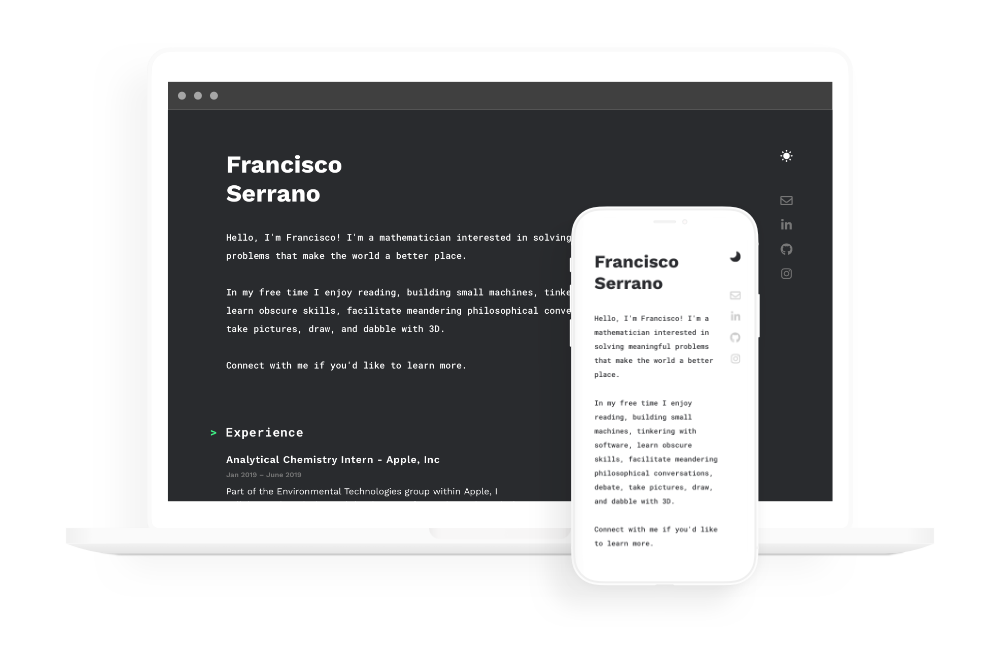 Francisco
Serrano
Hello, I'm Francisco! I'm a mathematician interested in solving
problems that make the world a better place.
In my free time I enjoy reading, building small machines, tinke
learn obscure skills, facilitate meandering philosophical conve
take pictures, draw, and dabble with 3D.
Connect with me if you'd like to learn more.
> Experience
Analytical Chemistry Intern - Apple, Inc
Jan 2019 – June 2019
Part of the Environmental Technologies group within Apple, I
in
Francisco
Serrano
Hello, I'm Francisco! I'm a
mathematician interested in
solving meaningful problems
that make the world a better
place.
In my free time I enjoy
reading, building small
machines, tinkering with
software, learn obscure
skills, facilitate meandering
philosophical conversations,
debate, take pictures, draw,
and dabble with 3D.
Connect with me if you'd like
to learn more.
in